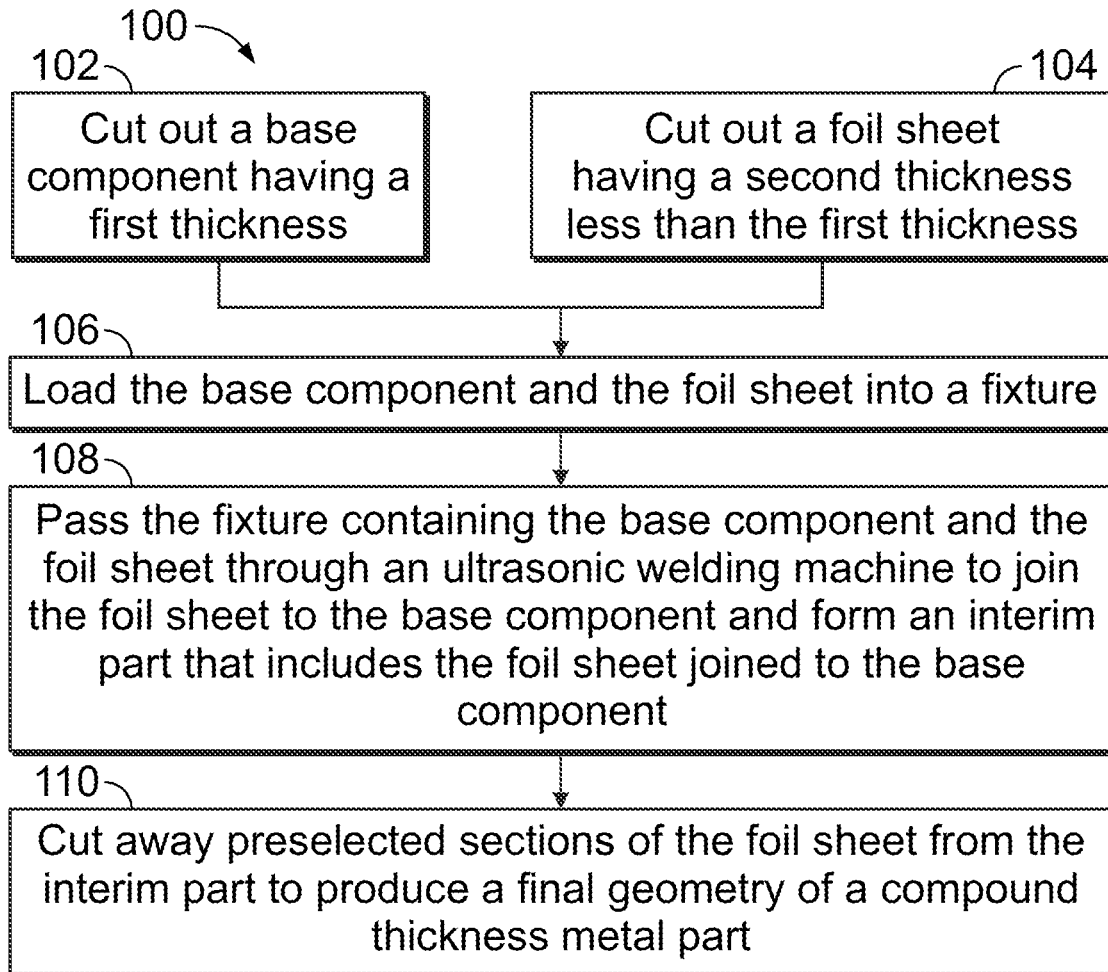 100
102
Cut out a base
component having a
first thickness
104
Cut out a foil sheet
having a second thickness
less than the first thickness
106
Load the base component and the foil sheet into a fixture
108
Pass the fixture containing the base component and the
foil sheet through an ultrasonic welding machine to join
the foil sheet to the base component and form an interim
part that includes the foil sheet joined to the base
component
110
Cut away preselected sections of the foil sheet from the
interim part to produce a final geometry of a compound
thickness metal part